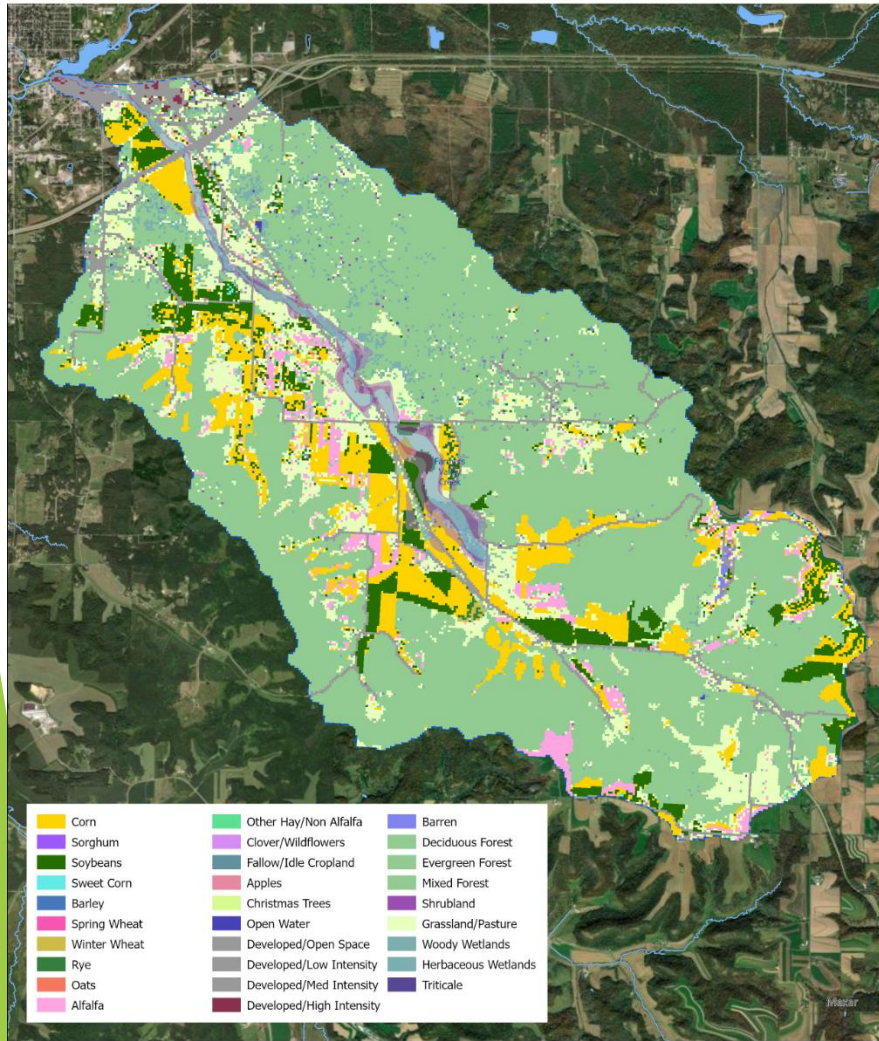 Valley
Creek
Corn
Sorghum
Soybeans
Sweet Corn
Barley
Spring Wheat
Winter Wheat
Rye
Oats
Alfalfa
Other Hay/Non Alfalfa
Clover/Wildflowers
Fallow/Idle Cropland
Apples
Christmas Trees
Open Water
Developed/Open Space
Developed/Low Intensity
Developed/Med Intensity
Developed/High Intensity
Barren
Deciduous Forest
Evergreen Forest
Mixed Forest
Shrubland
Grassland/Pasture
Woody Wetlands
Herbaceous Wetlands
Triticale
Maxar